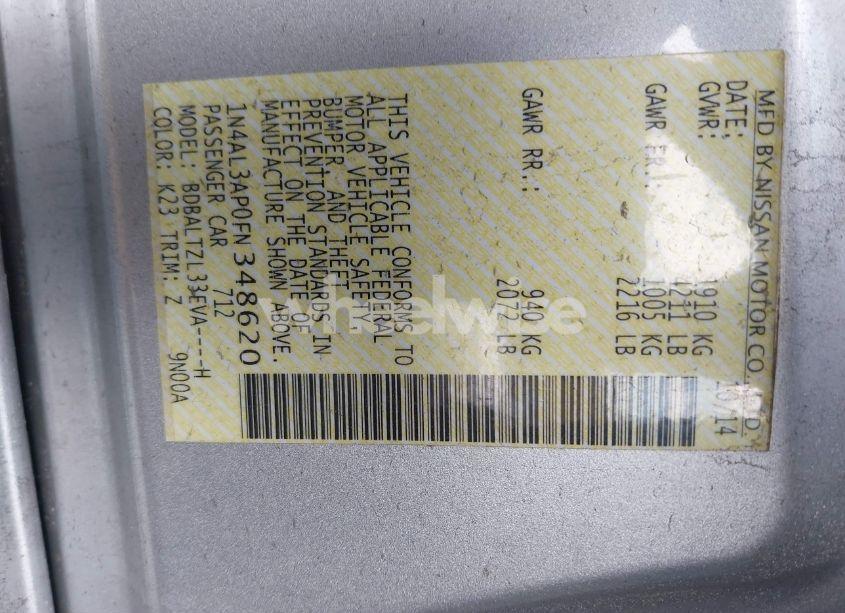 MFD BY NISSAN MOTOR CO., LTD
DATE: 10/14
GVWR: 1910 KG
4211 LB
GAWR FR.: 1005 KG
2216 LB
GAWR RR.: 940 KG
2072 LB
THIS VEHICLE CONFORMS TO
ALL APPLICABLE FEDERAL
MOTOR VEHICLE SAFETY,
BUMPER, AND THEFT
PREVENTION STANDARDS IN
EFFECT ON THE DATE OF
MANUFACTURE SHOWN ABOVE.
1N4AL3AP0FN348620
PASSENGER CAR 712
MODEL: BDBALTZL33EVA----H
COLOR: K23 TRIM: Z 9N00A
wheelwise